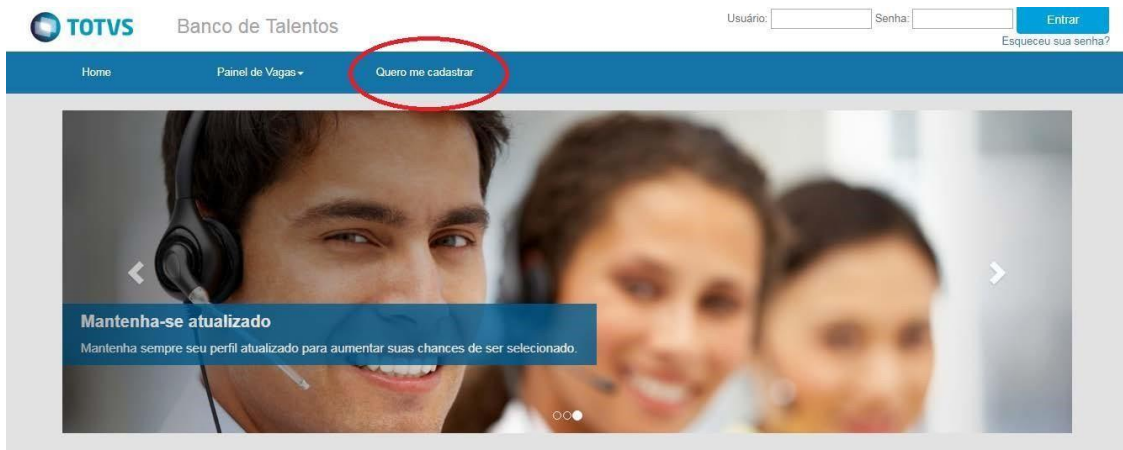 TOTVS Banco de Talentos Usuário: Senha: Entrar
Esqueceu sua senha?
Home Painel de Vagas Quero me cadastrar
Mantenha-se atualizado
Mantenha sempre seu perfil atualizado para aumentar suas chances de ser selecionado.